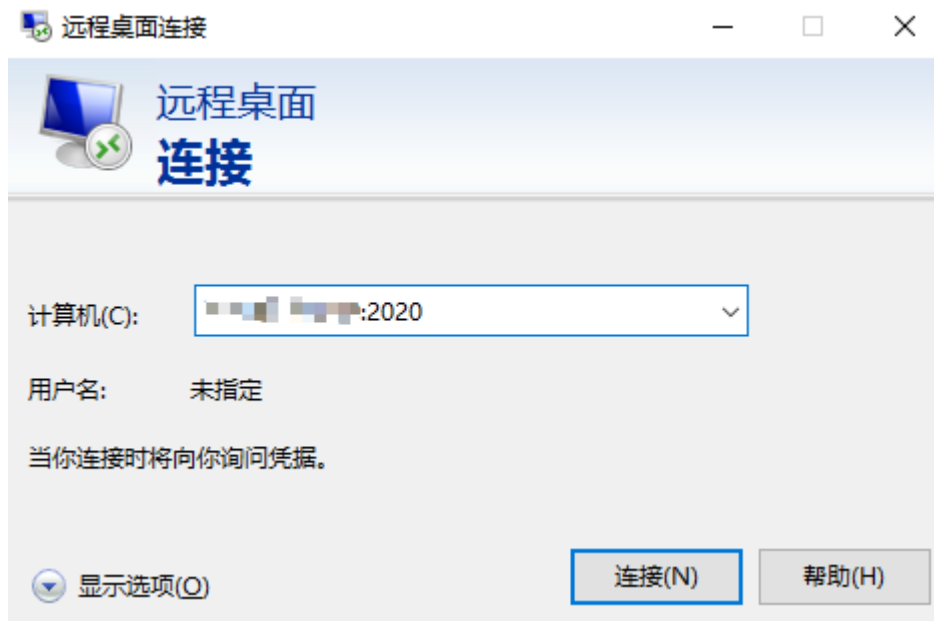 远程桌面连接
远程桌面
连接
计算机(C): :2020
用户名: 未指定
当你连接时将向你询问凭据。
显示选项(O) 连接(N) 帮助(H)